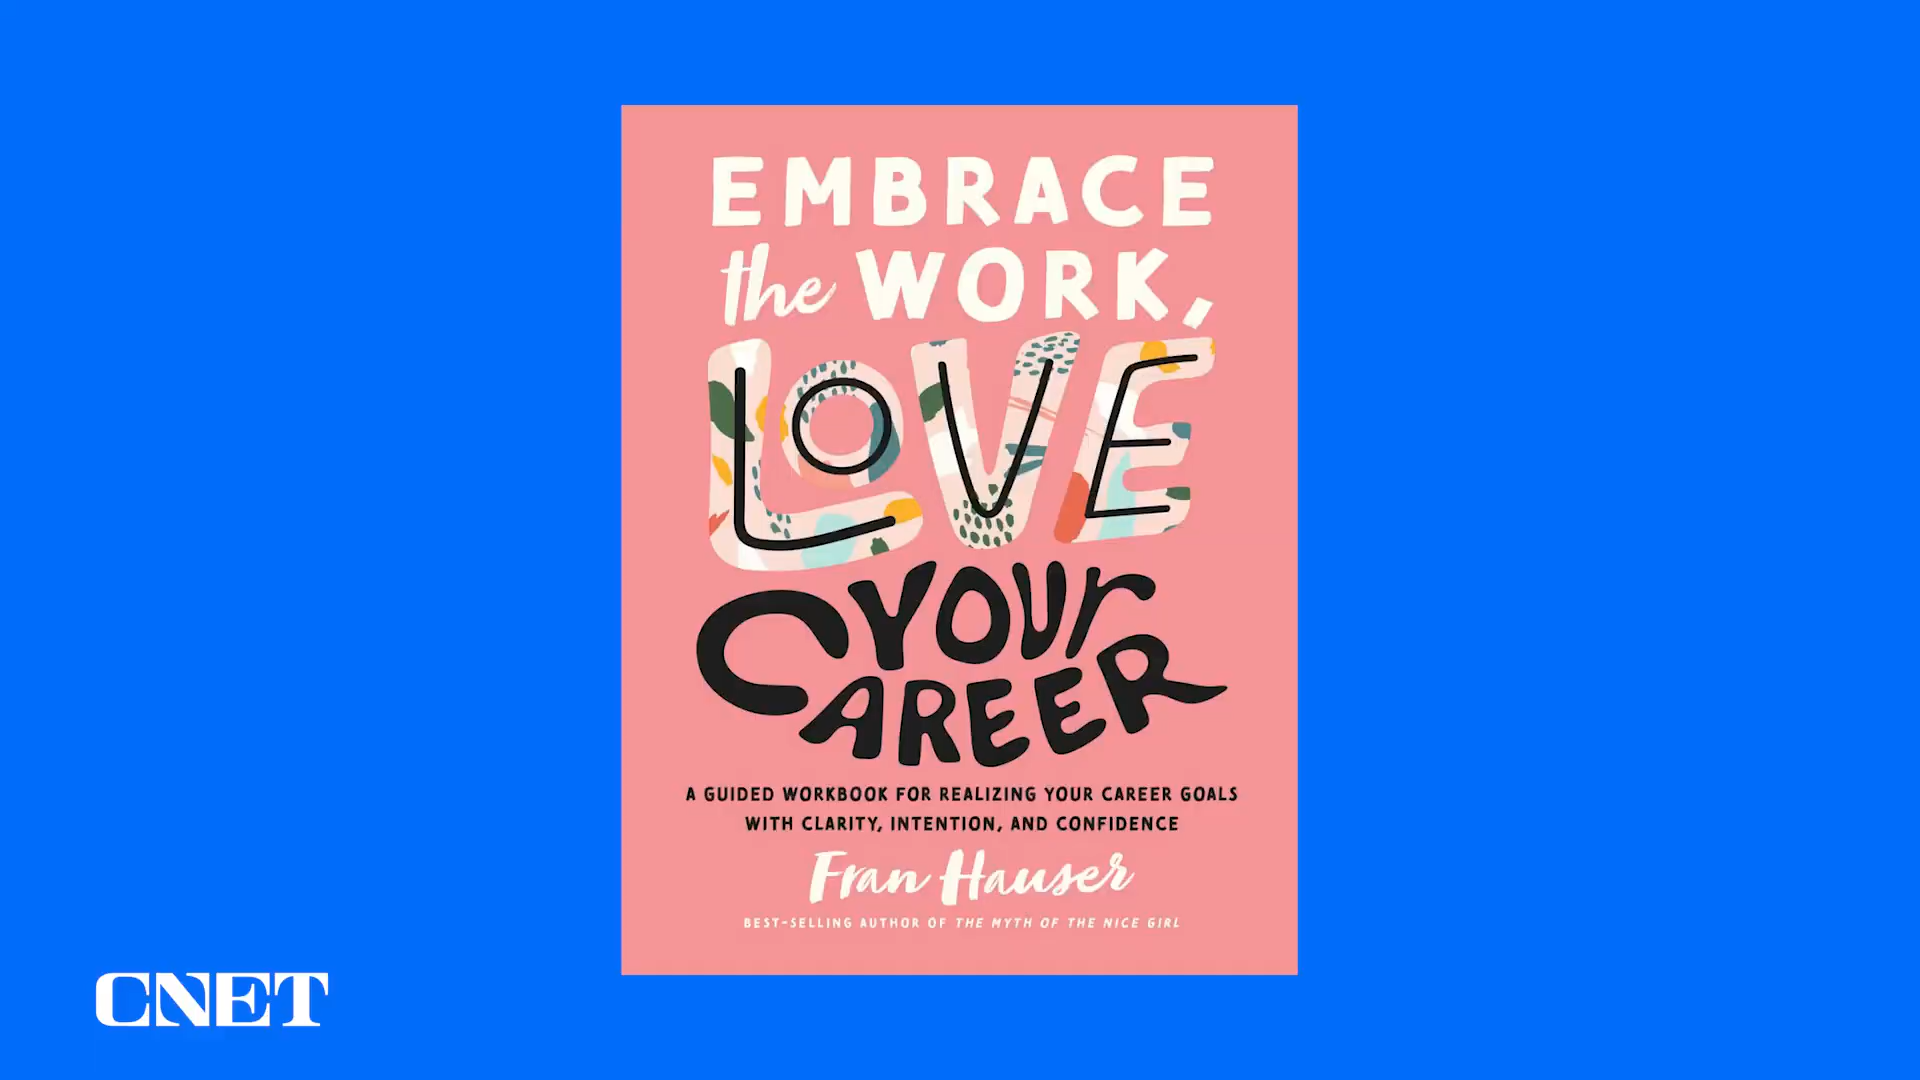 EMBRACE
the WORK,
LOVE
YOUr
CAREER
A GUIDED WORKBOOK FOR REALIZING YOUR CAREER GOALS
WITH CLARITY, INTENTION, AND CONFIDENCE
Fran Hauser
BEST-SELLING AUTHOR OF THE MYTH OF THE NICE GIRL
CNET